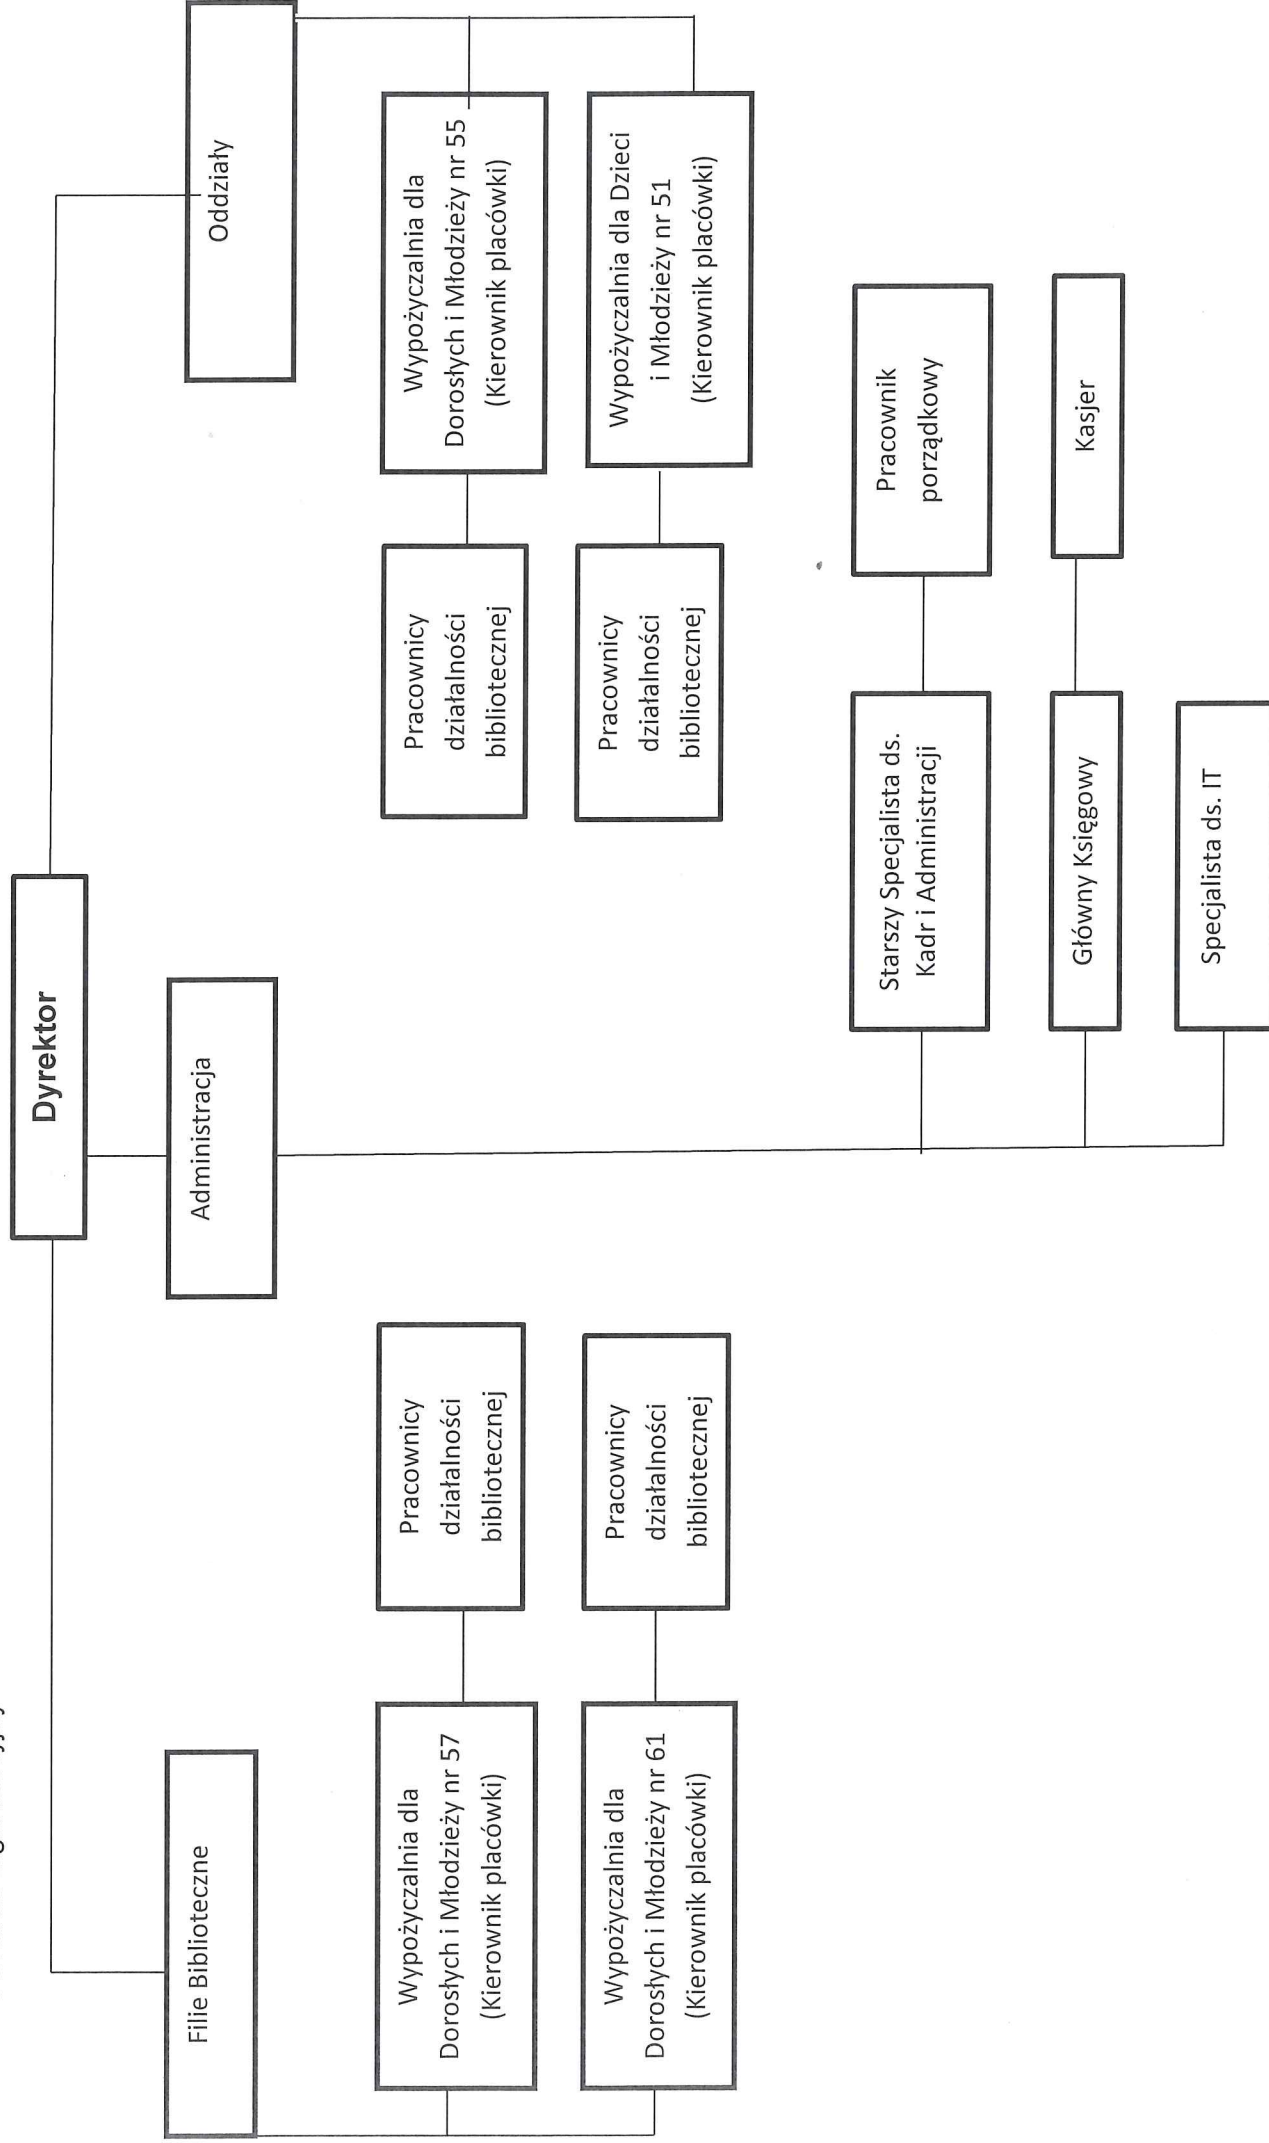 Dyrektor
Filie Biblioteczne
Administracja
Oddziały
Wypożyczalnia dla
Dorosłych i Młodzieży nr 57
(Kierownik placówki)
Pracownicy
działalności
bibliotecznej
Wypożyczalnia dla
Dorosłych i Młodzieży nr 61
(Kierownik placówki)
Pracownicy
działalności
bibliotecznej
Pracownicy
działalności
bibliotecznej
Wypożyczalnia dla
Dorosłych i Młodzieży nr 55
(Kierownik placówki)
Pracownicy
działalności
bibliotecznej
Wypożyczalnia dla Dzieci
i Młodzieży nr 51
(Kierownik placówki)
Starszy Specjalista ds.
Kadr i Administracji
Pracownik
porządkowy
Główny Księgowy
Kasjer
Specjalista ds. IT